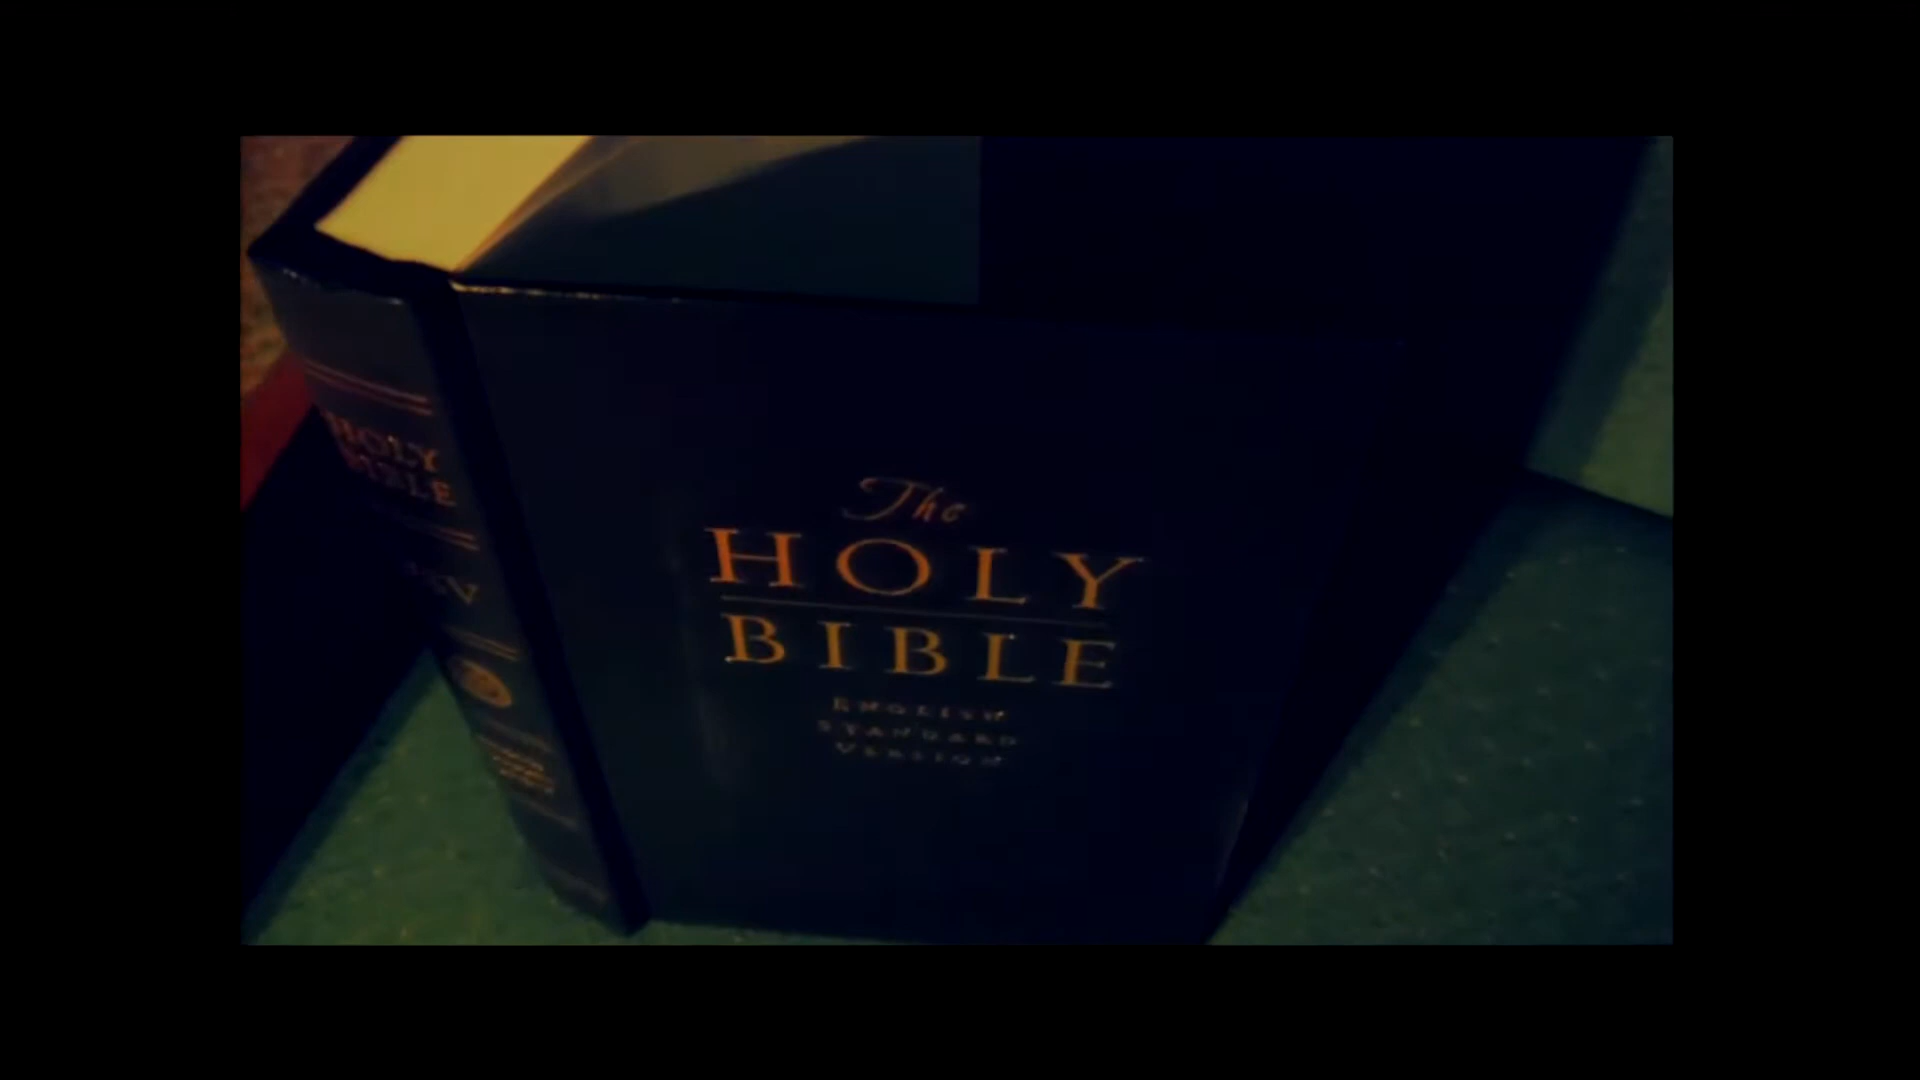 HOLY
BIBLE
The
HOLY
BIBLE
ENGLISH
STANDARD
VERSION